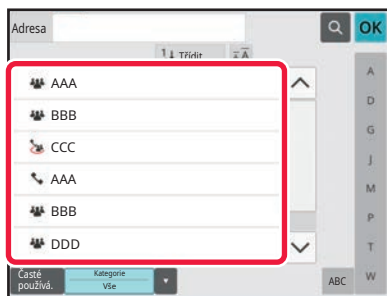 Adresa
OK
1↓ Třídit
AAA
BBB
CCC
AAA
BBB
DDD
A
D
G
J
M
P
T
W
Časté
používá.
Kategorie
Vše
ABC